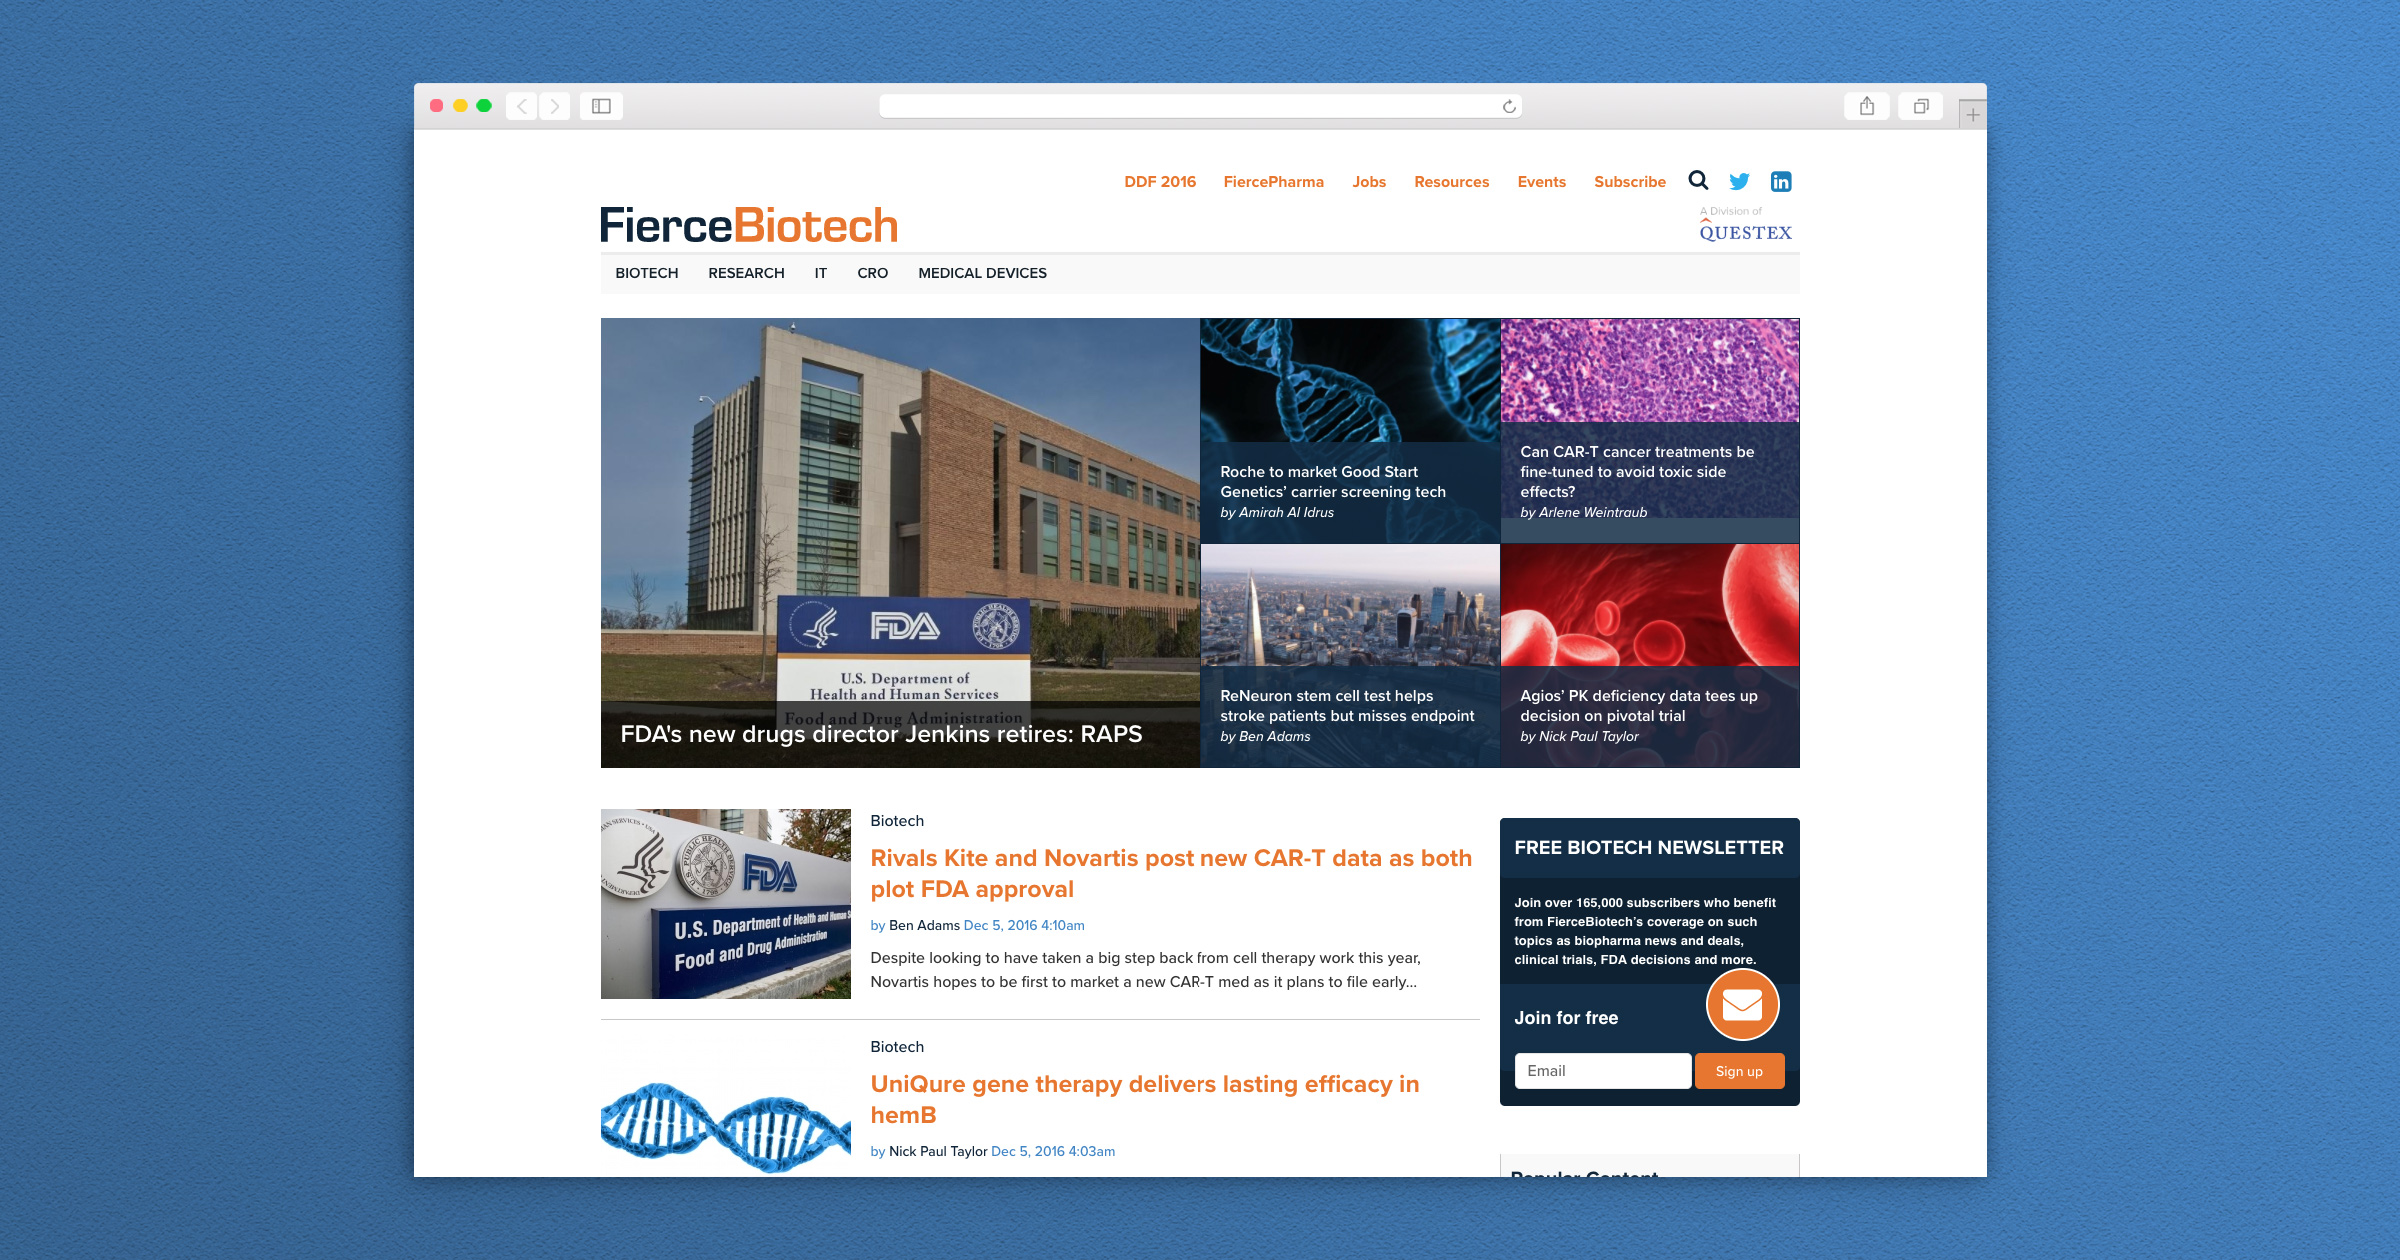 DDF 2016 FiercePharma Jobs Resources Events Subscribe
A Division of
QUESTEX
FierceBiotech
BIOTECH RESEARCH IT CRO MEDICAL DEVICES
FDA
U.S. Department of
Health and Human Services
Food and Drug Administration
FDA's new drugs director Jenkins retires: RAPS
Roche to market Good Start
Genetics’ carrier screening tech
by Amirah Al Idrus
Can CAR-T cancer treatments be
fine-tuned to avoid toxic side
effects?
by Arlene Weintraub
ReNeuron stem cell test helps
stroke patients but misses endpoint
by Ben Adams
Agios’ PK deficiency data tees up
decision on pivotal trial
by Nick Paul Taylor
FDA
U.S. Department of Health and Human
Food and Drug Administration
Biotech
Rivals Kite and Novartis post new CAR-T data as both
plot FDA approval
by Ben Adams Dec 5, 2016 4:10am
Despite looking to have taken a big step back from cell therapy work this year,
Novartis hopes to be first to market a new CAR-T med as it plans to file early...
Biotech
UniQure gene therapy delivers lasting efficacy in
hemB
by Nick Paul Taylor Dec 5, 2016 4:03am
FREE BIOTECH NEWSLETTER
Join over 165,000 subscribers who benefit
from FierceBiotech’s coverage on such
topics as biopharma news and deals,
clinical trials, FDA decisions and more.
Join for free
Email
Sign up
Popular Content